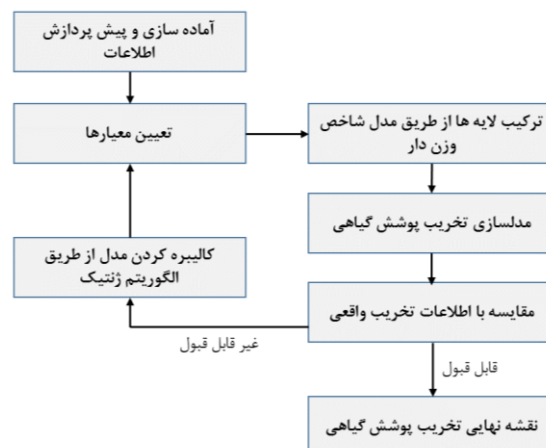 آماده سازی و پیش پردازش
اطلاعات
تعیین معیارها
ترکیب لایه ها از طریق مدل شاخص
وزن دار
مدلسازی تخریب پوشش گیاهی
کالیبره کردن مدل از طریق
الگوریتم ژنتیک
مقایسه با اطلاعات تخریب واقعی
غیر قابل قبول
قابل قبول
نقشه نهایی تخریب پوشش گیاهی